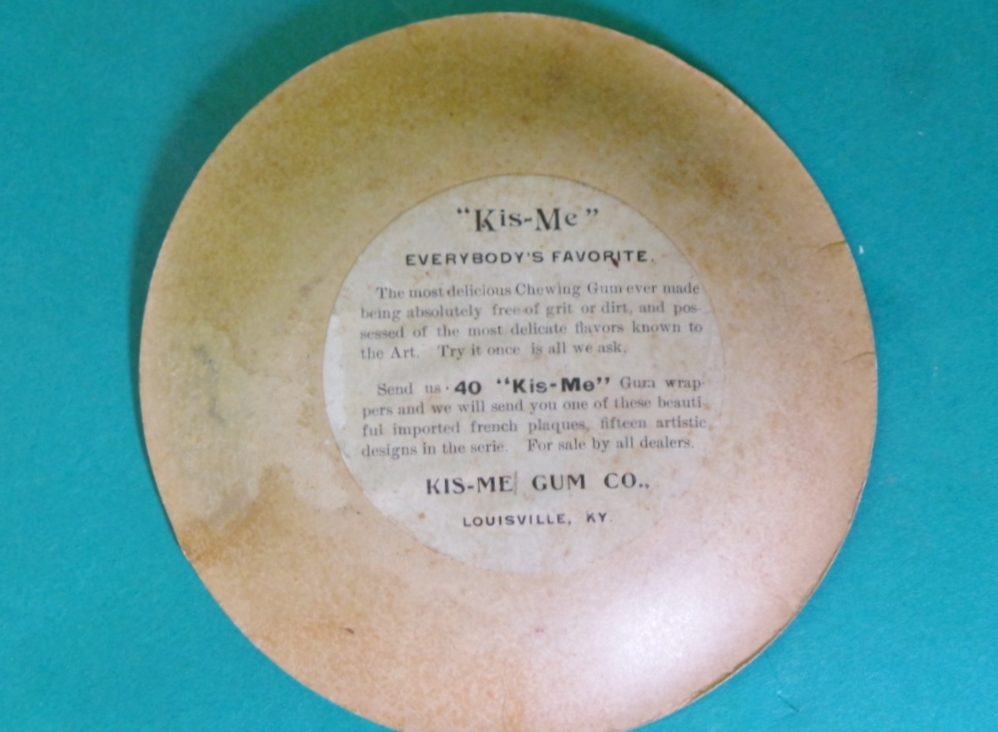 "Kis-Me"
EVERYBODY'S FAVORITE.
The most delicious Chewing Gum ever made
being absolutely free of grit or dirt, and pos-
sessed of the most delicate flavors known to
the Art. Try it once is all we ask.
Send us 40 "Kis-Me" Gum wrap-
pers and we will send you one of these beauti-
ful imported french plaques, fifteen artistic
designs in the serie. For sale by all dealers.
KIS-ME GUM CO.,
LOUISVILLE, KY.